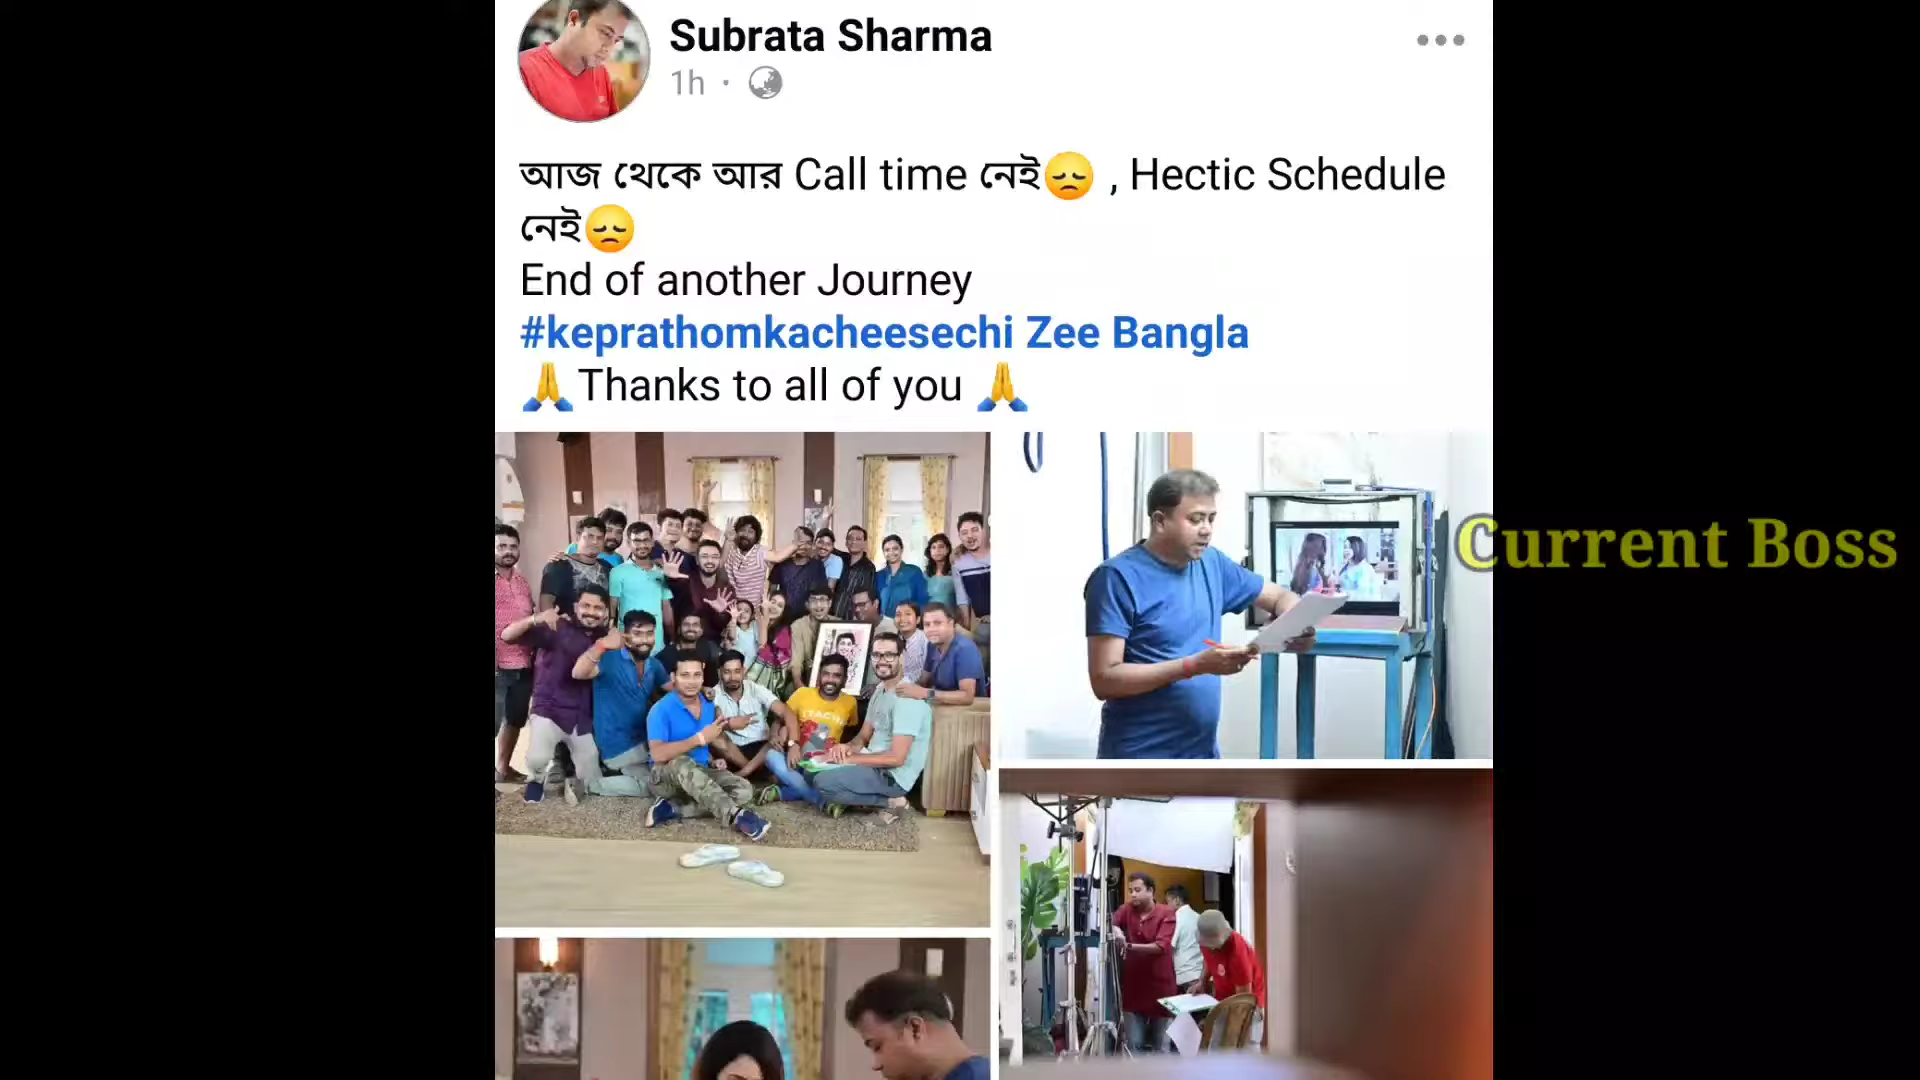 Subrata Sharma
1h ·
আজ থেকে আর Call time নেই😞 , Hectic Schedule
নেই😞
End of another Journey
#keprathomkacheesechi Zee Bangla
🙏Thanks to all of you 🙏
Current Boss